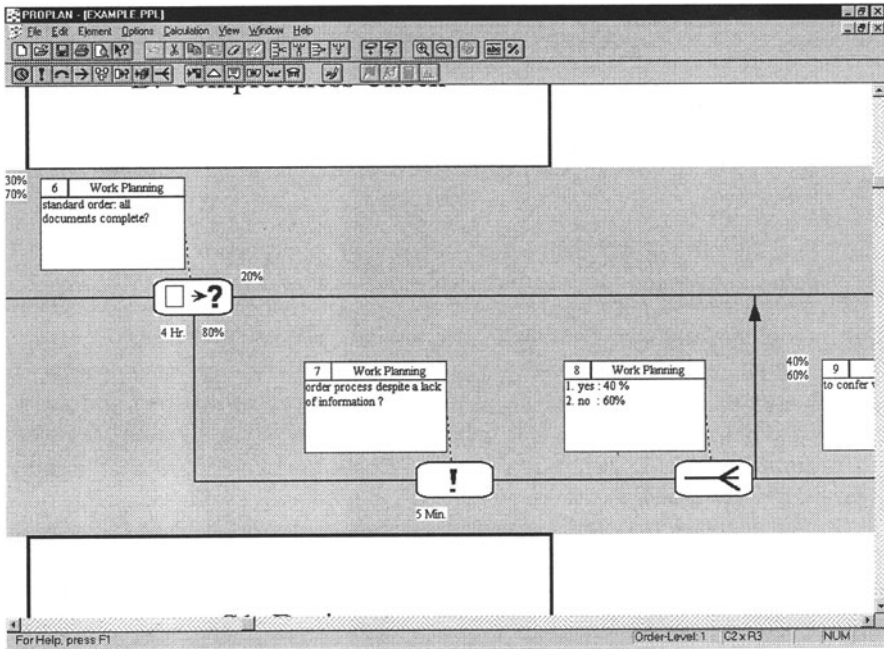 PROPLAN - [EXAMPLE.PPL]
File Edit Element Options Calculation View Window Help
abc
30%
70%
6 Work Planning
standard order: all
documents complete?
20%
?
4 Hr. 80%
7 Work Planning
order process despite a lack
of information ?
8 Work Planning
1. yes : 40 %
2. no : 60%
40%
60%
9
to confer
!
5 Min.
For Help, press F1
Order-Level: 1 C2 x R3 NUM